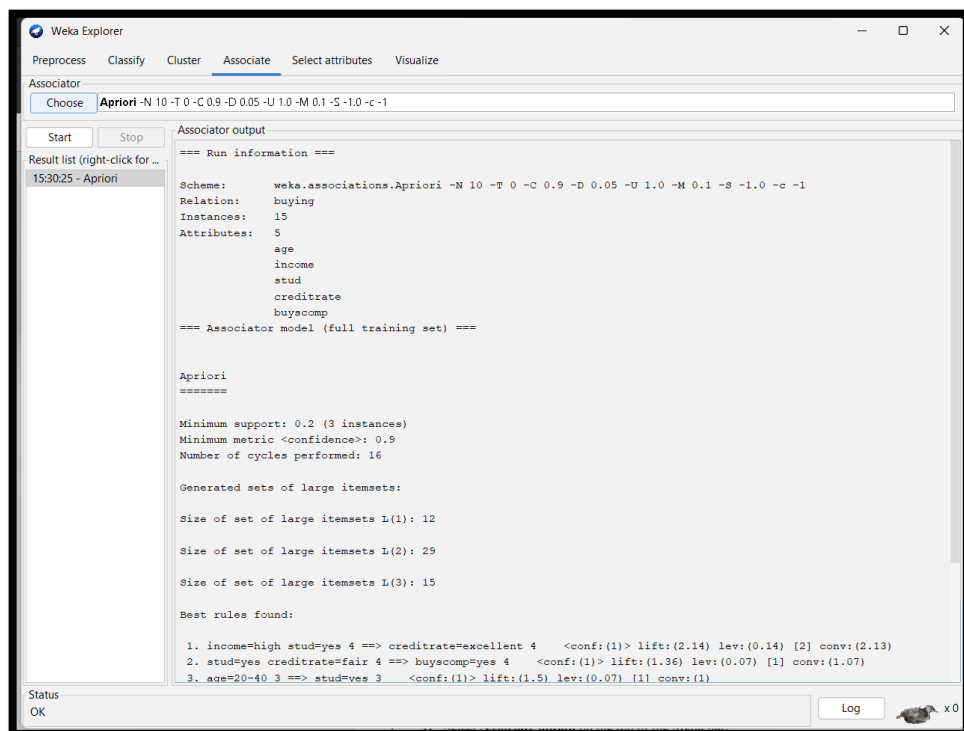 Weka Explorer
Preprocess Classify Cluster Associate Select attributes Visualize
Associator
Choose Apriori -N 10 -T 0 -C 0.9 -D 0.05 -U 1.0 -M 0.1 -S -1.0 -c -1
Start Stop
Associator output
Result list (right-click for ...
15:30:25 - Apriori
=== Run information ===
Scheme: weka.associations.Apriori -N 10 -T 0 -C 0.9 -D 0.05 -U 1.0 -M 0.1 -S -1.0 -c -1
Relation: buying
Instances: 15
Attributes: 5
age
income
stud
creditrate
buyscomp
=== Associator model (full training set) ===
Apriori
=======
Minimum support: 0.2 (3 instances)
Minimum metric <confidence>: 0.9
Number of cycles performed: 16
Generated sets of large itemsets:
Size of set of large itemsets L(1): 12
Size of set of large itemsets L(2): 29
Size of set of large itemsets L(3): 15
Best rules found:
1. income=high stud=yes 4 ==> creditrate=excellent 4 <conf:(1)> lift:(2.14) lev:(0.14) [2] conv:(2.13)
2. stud=yes creditrate=fair 4 ==> buyscomp=yes 4 <conf:(1)> lift:(1.36) lev:(0.07) [1] conv:(1.07)
3. age=20-40 3 ==> stud=yes 3 <conf:(1)> lift:(1.5) lev:(0.07) [1] conv:(1)
Status
OK
Log
x 0